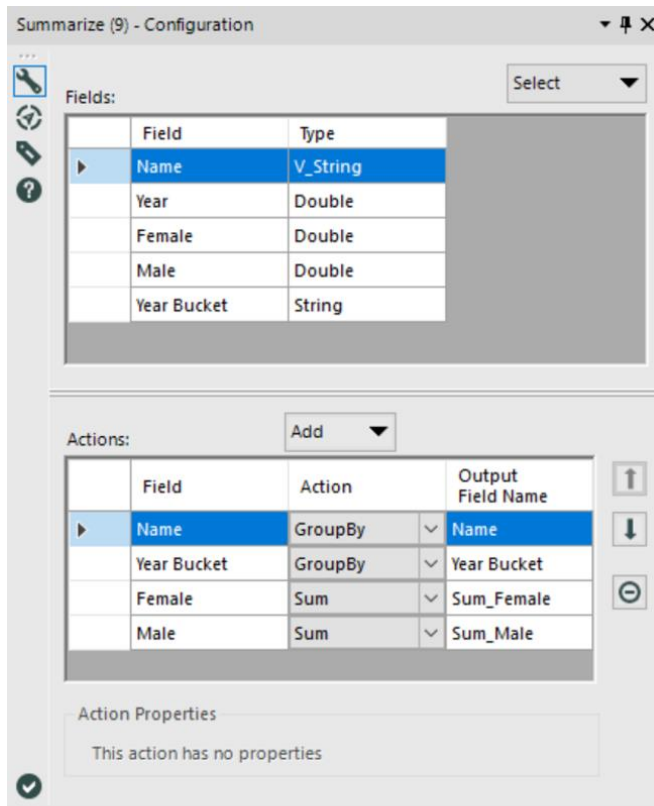 Summarize (9) - Configuration
Select
Fields:
Field Type
Name V_String
Year Double
Female Double
Male Double
Year Bucket String
Add
Actions:
Field Action Output Field Name
Name GroupBy Name
Year Bucket GroupBy Year Bucket
Female Sum Sum_Female
Male Sum Sum_Male
Action Properties
This action has no properties